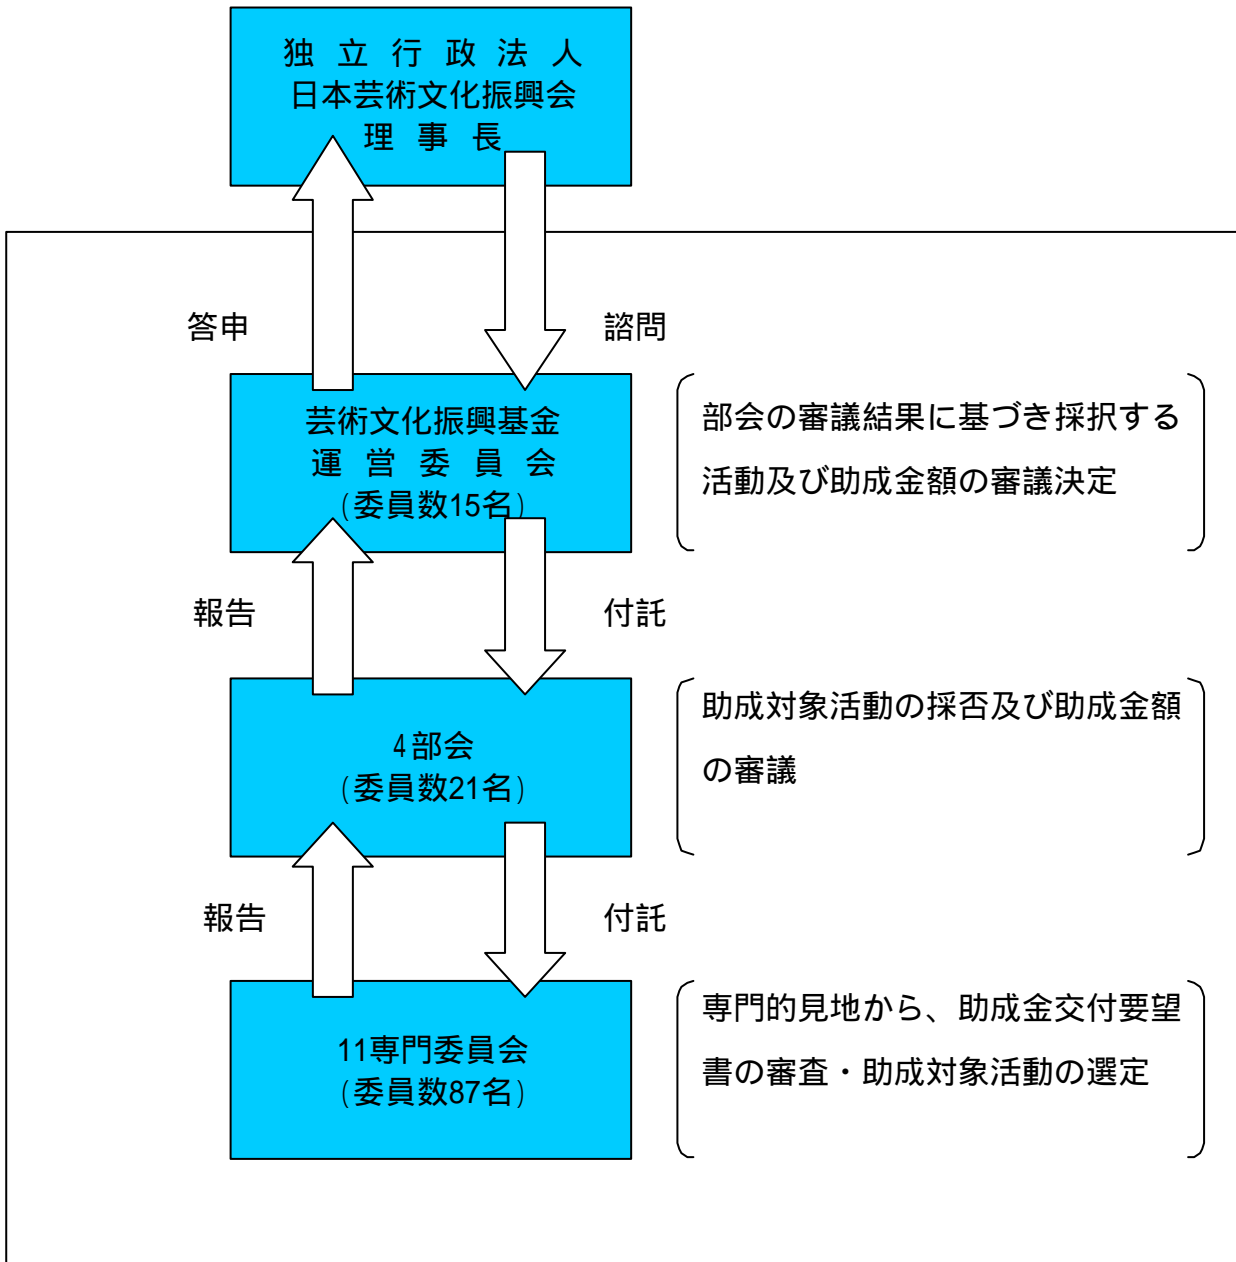 独立行政法人
日本芸術文化振興会
理事長
答申
諮問
芸術文化振興基金
運営委員会
(委員数15名)
部会の審議結果に基づき採択する
活動及び助成金額の審議決定
報告
付託
4部会
(委員数21名)
助成対象活動の採否及び助成金額
の審議
報告
付託
11専門委員会
(委員数87名)
専門的見地から、助成金交付要望
書の審査・助成対象活動の選定